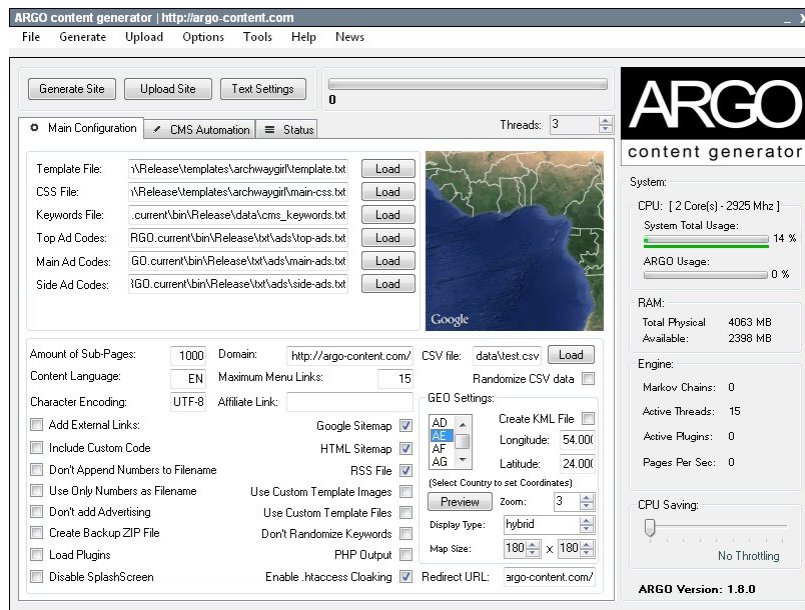 ARGO content generator | http://argo-content.com
File Generate Upload Options Tools Help News
Generate Site Upload Site Text Settings
0
Main Configuration CMS Automation Status
Threads: 3
ARGO
content generator
Template File: ı\Release\templates\archwaygirl\template.txt Load
CSS File: ı\Release\templates\archwaygirl\main-css.txt Load
Keywords File: .current\bin\Release\data\cms_keywords.txt Load
Top Ad Codes: RGO.current\bin\Release\txt\ads\top-ads.txt Load
Main Ad Codes: GO.current\bin\Release\txt\ads\main-ads.txt Load
Side Ad Codes: RGO.current\bin\Release\txt\ads\side-ads.txt Load
Google
Amount of Sub-Pages: 1000 Domain: http://argo-content.com/ CSV file: data\test.csv Load
Content Language: EN Maximum Menu Links: 15 Randomize CSV data
Character Encoding: UTF-8 Affiliate Link:
Add External Links:
Include Custom Code
Don't Append Numbers to Filename
Use Only Numbers as Filename
Don't add Advertising
Create Backup ZIP File
Load Plugins
Disable SplashScreen
Google Sitemap
HTML Sitemap
RSS File
Use Custom Template Images
Use Custom Template Files
Don't Randomize Keywords
PHP Output
Enable .htaccess Cloaking
GEO Settings:
AD
AE
AF
AG
Create KML File
Longitude: 54.00(
Latitude: 24.00(
(Select Country to set Coordinates)
Preview Zoom: 3
Display Type: hybrid
Map Size: 180 x 180
Redirect URL: argo-content.com/
System:
CPU: [ 2 Core(s) - 2925 Mhz ]
System Total Usage:
14 %
ARGO Usage:
0 %
RAM:
Total Physical 4063 MB
Available: 2398 MB
Engine:
Markov Chains: 0
Active Threads: 15
Active Plugins: 0
Pages Per Sec: 0
CPU Saving:
No Throttling
ARGO Version: 1.8.0